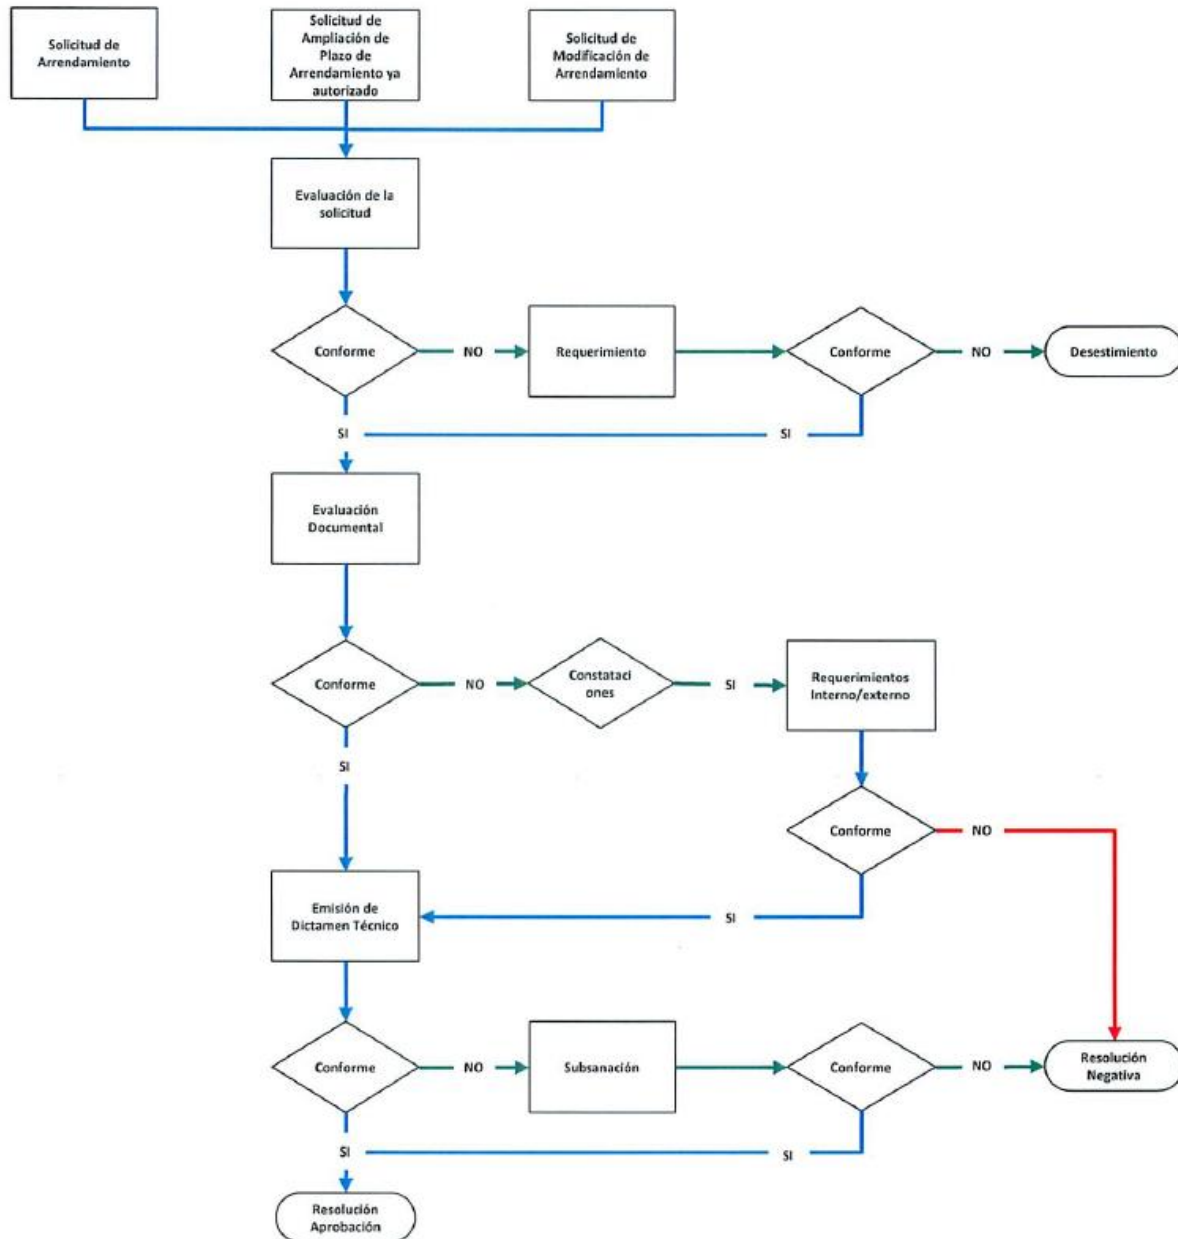 Solicitud de
Arrendamiento
Solicitud de
Ampliación de
Plazo de
Arrendamiento ya
autorizado
Solicitud de
Modificación de
Arrendamiento
Evaluación de la
solicitud
Conforme
NO
Requerimiento
Conforme
NO
Desestimiento
SI
SI
Evaluación
Documental
Conforme
NO
Constataci
ones
SI
Requerimientos
Interno/externo
SI
Conforme
NO
Emisión de
Dictamen Técnico
SI
Conforme
NO
Subsanación
Conforme
NO
Resolución
Negativa
SI
SI
Resolución
Aprobación